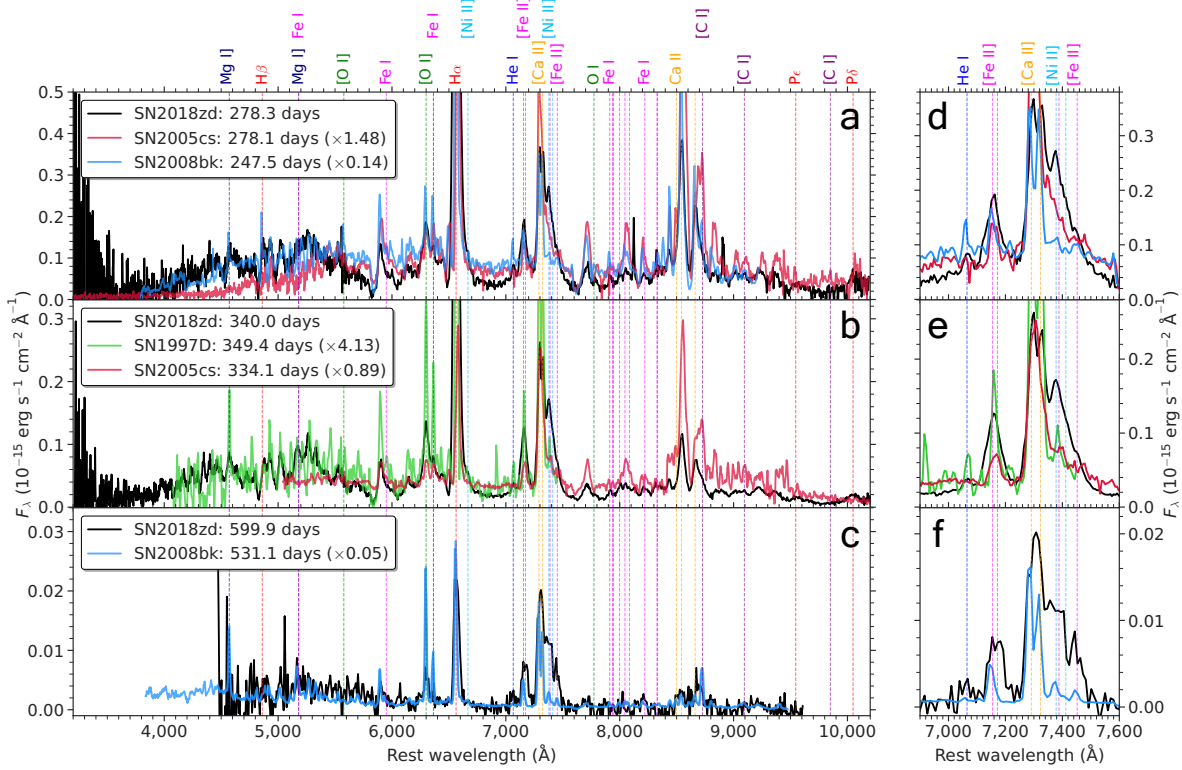 Mg I]
Hβ
Mg I]
Fe I
[O I]
Fe I
[O I]
Fe I
Hα
[Ni II]
He I
[Fe II]
[Ca II]
[Ni II]
[Fe II]
O I
Fe I
Fe I
Ca II
[C I]
[C I]
Pϵ
[C I]
Pδ
He I
[Fe II]
[Ca II]
[Ni II]
[Fe II]
0.5
0.4
0.3
0.2
0.1
0.0
SN2018zd: 278.3 days
SN2005cs: 278.1 days (×1.48)
SN2008bk: 247.5 days (×0.14)
a
d
0.3
0.2
0.1
0.0
0.3
0.2
0.1
0.0
SN2018zd: 340.0 days
SN1997D: 349.4 days (×4.13)
SN2005cs: 334.1 days (×0.89)
b
e
0.2
0.1
0.0
Fλ (10⁻¹⁵ erg s⁻¹ cm⁻² Å⁻¹)
Fλ (10⁻¹⁵ erg s⁻¹ cm⁻² Å⁻¹)
0.03
0.02
0.01
0.00
SN2018zd: 599.9 days
SN2008bk: 531.1 days (×0.05)
c
f
0.02
0.01
0.00
4,000 5,000 6,000 7,000 8,000 9,000 10,000
7,000 7,200 7,400 7,600
Rest wavelength (Å)
Rest wavelength (Å)